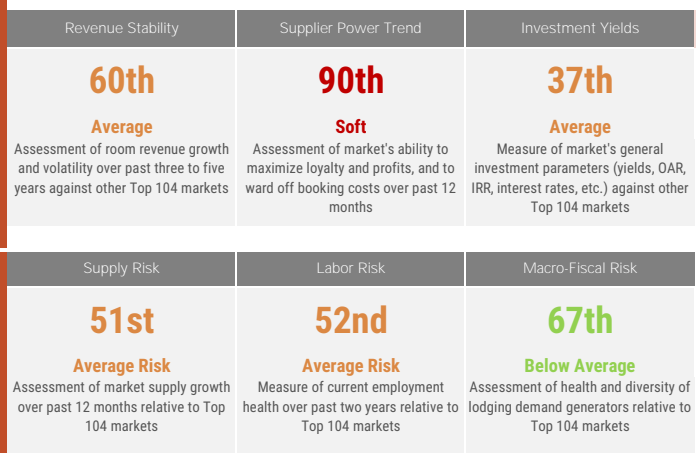 Revenue Stability
60th
Average
Assessment of room revenue growth
and volatility over past three to five
years against other Top 104 markets
Supplier Power Trend
90th
Soft
Assessment of market's ability to
maximize loyalty and profits, and to
ward off booking costs over past 12
months
Investment Yields
37th
Average
Measure of market's general
investment parameters (yields, OAR,
IRR, interest rates, etc.) against other
Top 104 markets
Supply Risk
51st
Average Risk
Assessment of market supply growth
over past 12 months relative to Top
104 markets
Labor Risk
52nd
Average Risk
Measure of current employment
health over past two years relative to
Top 104 markets
Macro-Fiscal Risk
67th
Below Average
Assessment of health and diversity of
lodging demand generators relative to
Top 104 markets